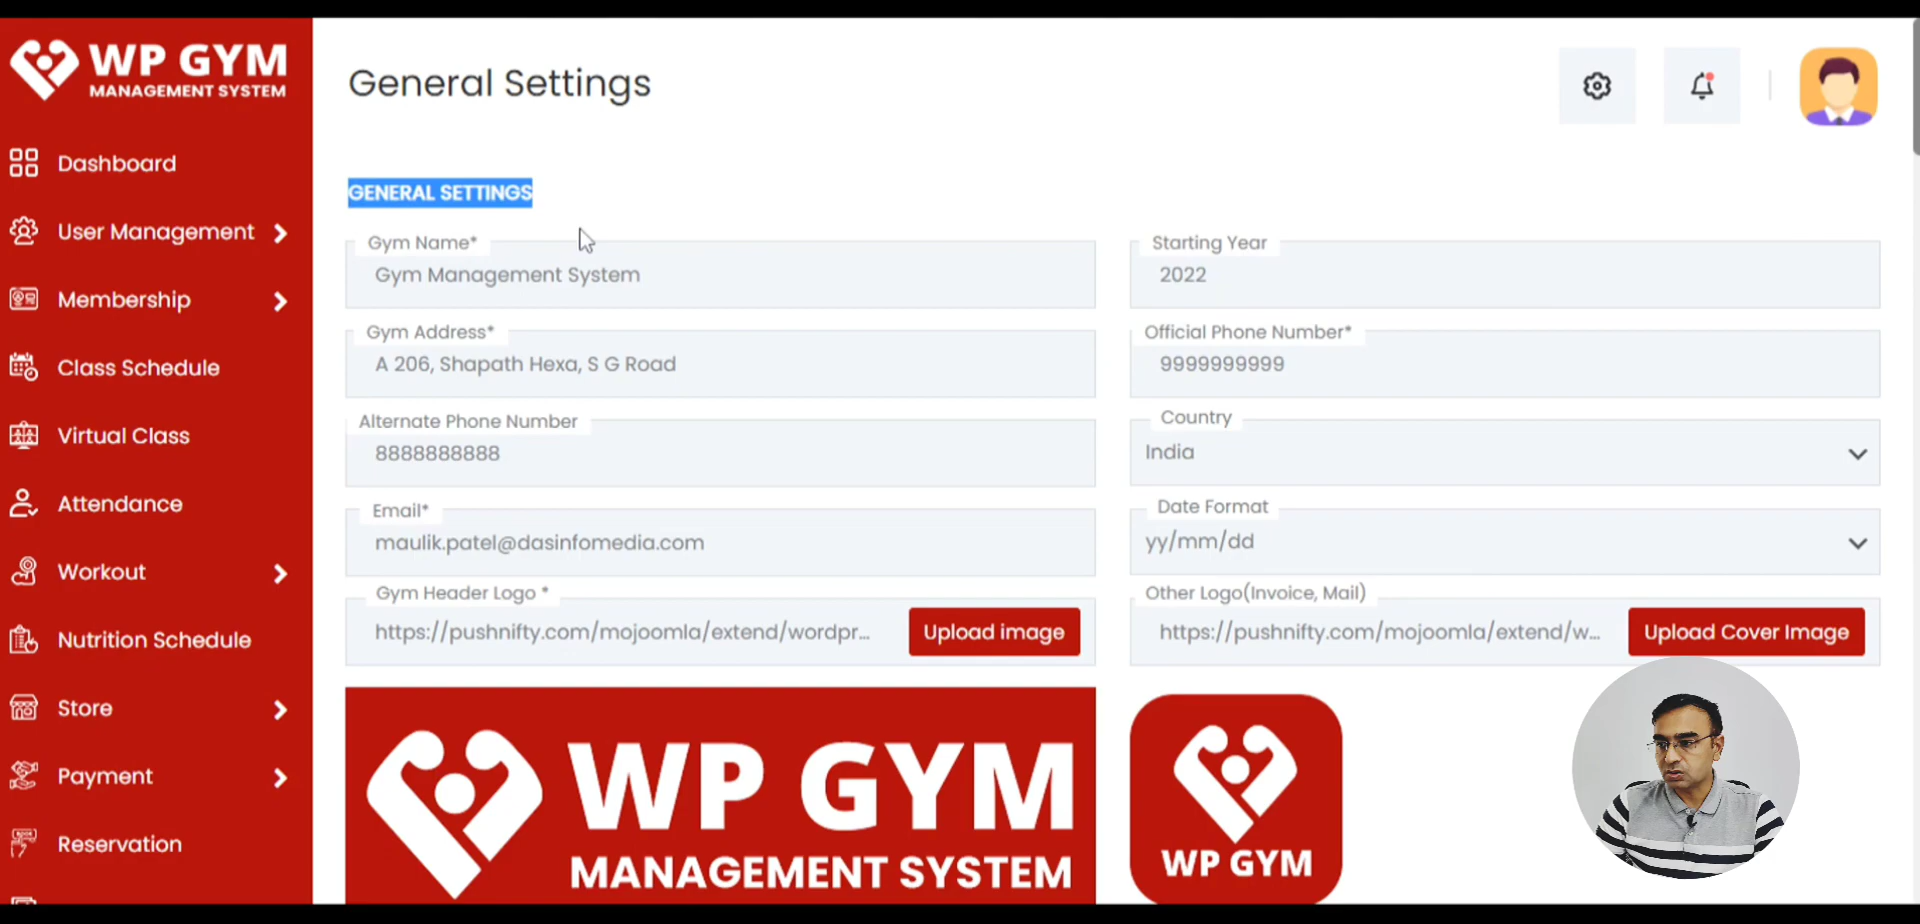 WP GYM
MANAGEMENT SYSTEM
General Settings
Dashboard
User Management
Membership
Class Schedule
Virtual Class
Attendance
Workout
Nutrition Schedule
Store
Payment
Reservation
GENERAL SETTINGS
Gym Name*
Gym Management System
Starting Year
2022
Gym Address*
A 206, Shapath Hexa, S G Road
Official Phone Number*
9999999999
Alternate Phone Number
8888888888
Country
India
Email*
maulik.patel@dasinfomedia.com
Date Format
yy/mm/dd
Gym Header Logo *
https://pushnifty.com/mojoomla/extend/wordpr...
Upload image
Other Logo(Invoice, Mail)
https://pushnifty.com/mojoomla/extend/w...
Upload Cover Image
WP GYM
MANAGEMENT SYSTEM
WP GYM